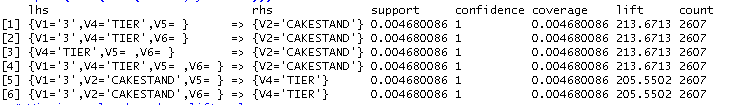 lhs rhs support confidence coverage lift count
[1] {V1='3',V4='TIER',V5= } => {V2='CAKESTAND'} 0.004680086 1 0.004680086 213.6713 2607
[2] {V1='3',V4='TIER',V6= } => {V2='CAKESTAND'} 0.004680086 1 0.004680086 213.6713 2607
[3] {V4='TIER',V5= ,V6= } => {V2='CAKESTAND'} 0.004680086 1 0.004680086 213.6713 2607
[4] {V1='3',V4='TIER',V5= ,V6= } => {V2='CAKESTAND'} 0.004680086 1 0.004680086 213.6713 2607
[5] {V1='3',V2='CAKESTAND',V5= } => {V4='TIER'} 0.004680086 1 0.004680086 205.5502 2607
[6] {V1='3',V2='CAKESTAND',V6= } => {V4='TIER'} 0.004680086 1 0.004680086 205.5502 2607